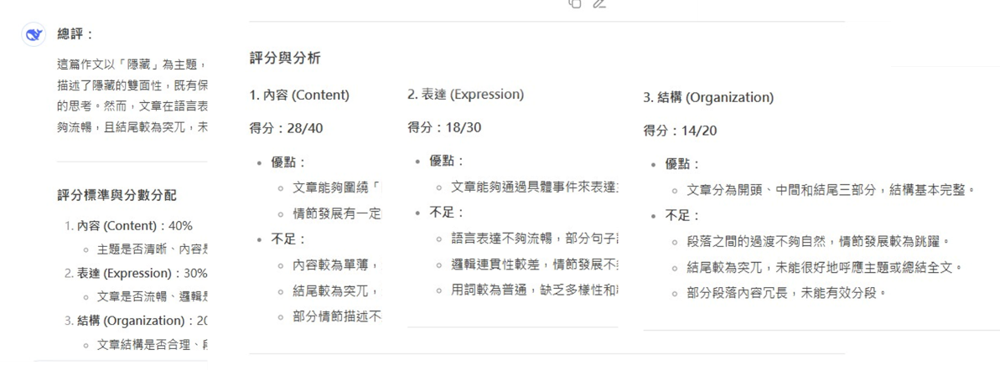 總評：
這篇作文以「隱藏」為主題，
描述了隱藏的雙面性，既有保
的思考。然而，文章在語言表
夠流暢，且結尾較為突兀，未
評分標準與分數分配
1. 內容 (Content)：40%
主題是否清晰、內容是
2. 表達 (Expression)：30%
文章是否流暢、邏輯是
3. 結構 (Organization)：20
文章結構是否合理、段
評分與分析
1. 內容 (Content)
得分：28/40
優點：
文章能夠圍繞「
情節發展有一定
不足：
內容較為單薄，
結尾較為突兀，
部分情節描述不
2. 表達 (Expression)
得分：18/30
優點：
文章能夠通過具體事件來表達
不足：
語言表達不夠流暢，部分句子
邏輯連貫性較差，情節發展不
用詞較為普通，缺乏多樣性和
3. 結構 (Organization)
得分：14/20
優點：
文章分為開頭、中間和結尾三部分，結構基本完整。
不足：
段落之間的過渡不夠自然，情節發展較為跳躍。
結尾較為突兀，未能很好地呼應主題或總結全文。
部分段落內容冗長，未能有效分段。